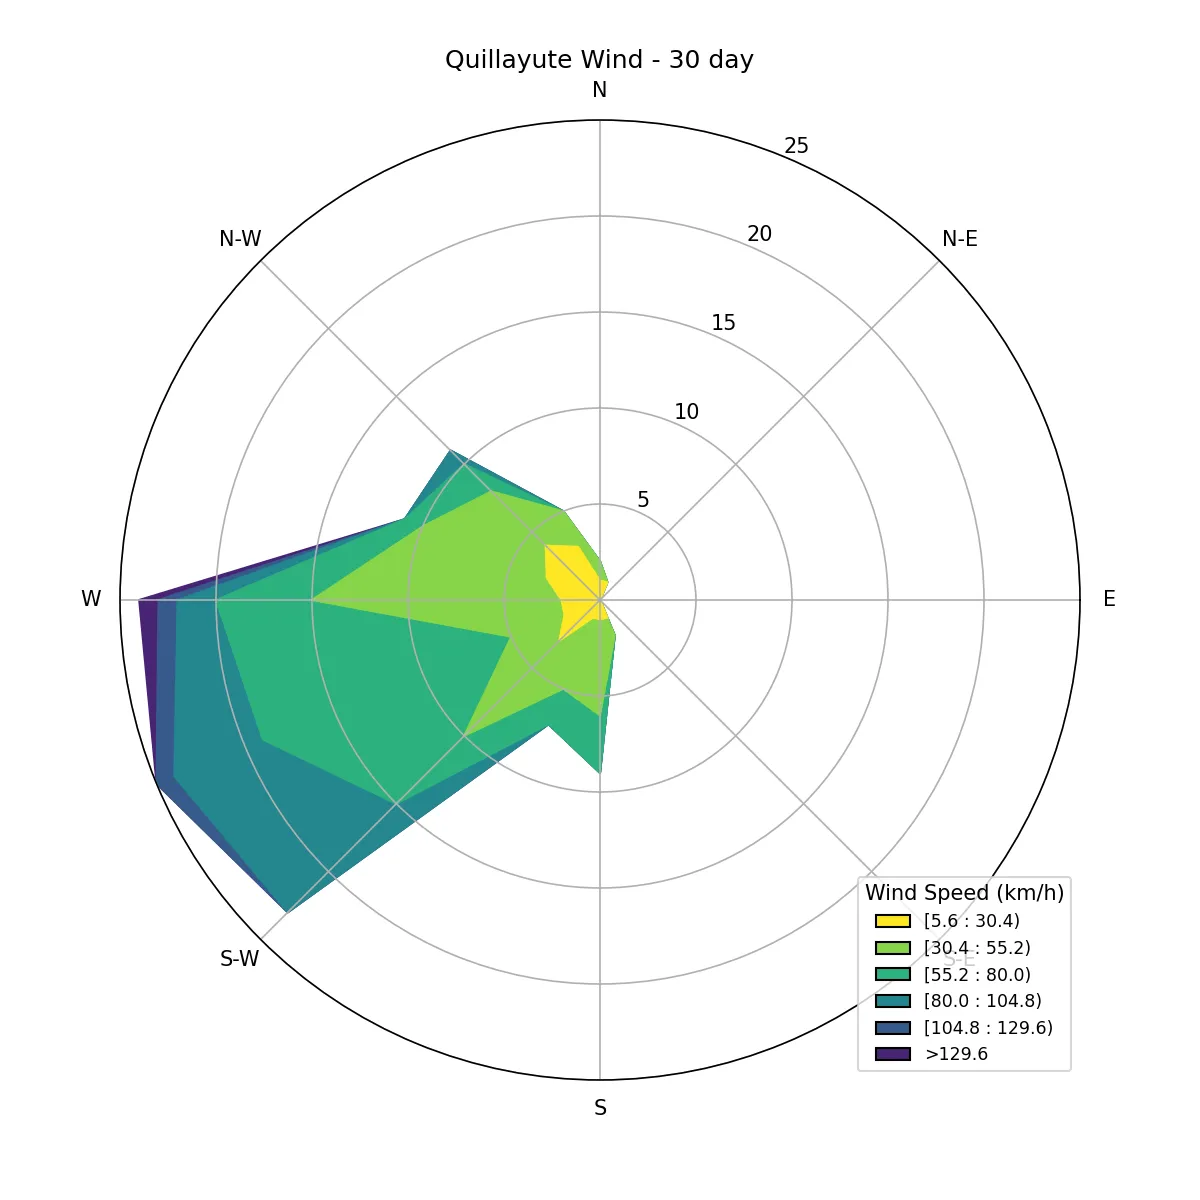 Quillayute Wind - 30 day
N
25
N-W
N-E
20
15
10
5
W
E
Wind Speed (km/h)
[5.6 : 30.4)
[30.4 : 55.2)
S-W
S-E
[55.2 : 80.0)
[80.0 : 104.8)
[104.8 : 129.6)
>129.6
S